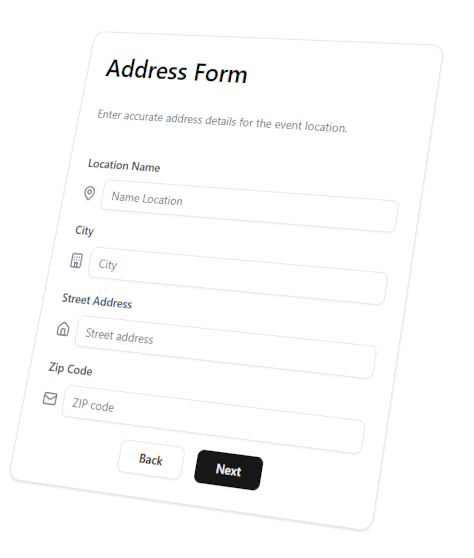 Address Form
Enter accurate address details for the event location.
Location Name
Name Location
City
City
Street Address
Street address
Zip Code
ZIP code
Back
Next